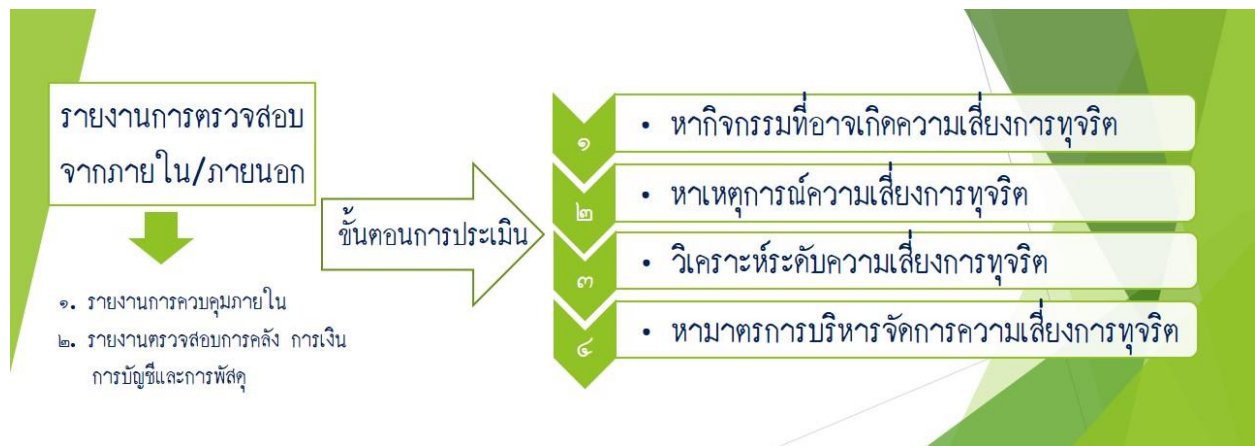 รายงานการตรวจสอบ
จากภายใน/ภายนอก
๑. รายงานการควบคุมภายใน
๒. รายงานตรวจสอบการคลัง การเงิน
การบัญชีและการพัสดุ
ขั้นตอนการประเมิน
๑
• หากิจกรรมที่อาจเกิดความเสี่ยงการทุจริต
๒
• หาเหตุการณ์ความเสี่ยงการทุจริต
๓
• วิเคราะห์ระดับความเสี่ยงการทุจริต
๔
• หามาตรการบริหารจัดการความเสี่ยงการทุจริต